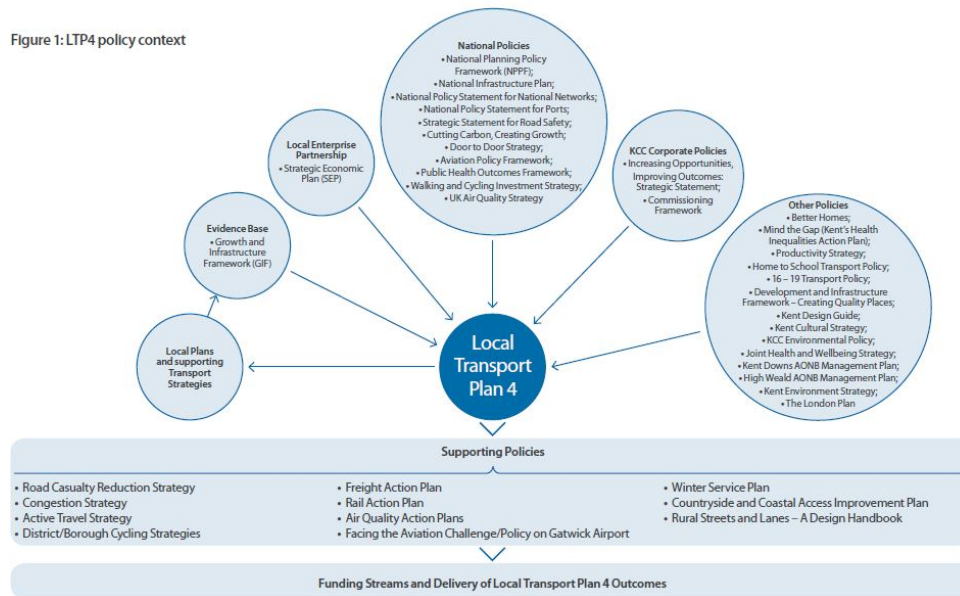 Figure 1: LTP4 policy context
National Policies
• National Planning Policy
Framework (NPPF);
• National Infrastructure Plan;
• National Policy Statement for National Networks;
• National Policy Statement for Ports;
• Strategic Statement for Road Safety;
• Cutting Carbon, Creating Growth;
• Door to Door Strategy;
• Aviation Policy Framework;
• Public Health Outcomes Framework;
• Walking and Cycling Investment Strategy;
• UK Air Quality Strategy
Local Enterprise
Partnership
• Strategic Economic
Plan (SEP)
KCC Corporate Policies
• Increasing Opportunities,
Improving Outcomes:
Strategic Statement;
• Commissioning
Framework
Evidence Base
• Growth and
Infrastructure
Framework (GIF)
Other Policies
• Better Homes;
• Mind the Gap (Kent's Health
Inequalities Action Plan);
• Productivity Strategy;
• Home to School Transport Policy;
• 16 – 19 Transport Policy;
• Development and Infrastructure
Framework – Creating Quality Places;
• Kent Design Guide;
• Kent Cultural Strategy;
• KCC Environmental Policy;
• Joint Health and Wellbeing Strategy;
• Kent Downs AONB Management Plan;
• High Weald AONB Management Plan;
• Kent Environment Strategy;
• The London Plan
Local Plans
and supporting
Transport
Strategies
Local
Transport
Plan 4
Supporting Policies
• Road Casualty Reduction Strategy
• Congestion Strategy
• Active Travel Strategy
• District/Borough Cycling Strategies
• Freight Action Plan
• Rail Action Plan
• Air Quality Action Plans
• Facing the Aviation Challenge/Policy on Gatwick Airport
• Winter Service Plan
• Countryside and Coastal Access Improvement Plan
• Rural Streets and Lanes – A Design Handbook
Funding Streams and Delivery of Local Transport Plan 4 Outcomes